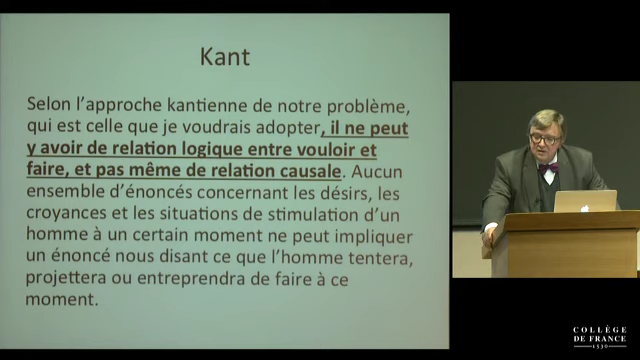 Kant
Selon l'approche kantienne de notre problème,
qui est celle que je voudrais adopter, il ne peut
y avoir de relation logique entre vouloir et
faire, et pas même de relation causale. Aucun
ensemble d'énoncés concernant les désirs, les
croyances et les situations de stimulation d'un
homme à un certain moment ne peut impliquer
un énoncé nous disant ce que l'homme tentera,
projettera ou entreprendra de faire à ce
moment.
COLLÈGE
DE FRANCE
1530